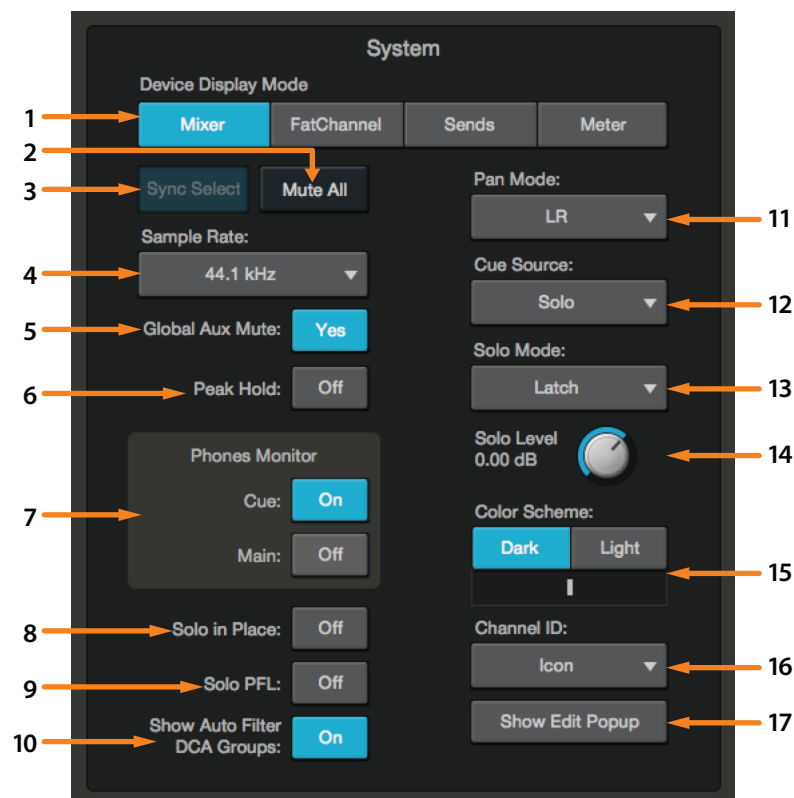 System
Device Display Mode
1
Mixer FatChannel Sends Meter
2
3
Sync Select Mute All
Sample Rate:
4
44.1 kHz
5
Global Aux Mute: Yes
6
Peak Hold: Off
Phones Monitor
7
Cue: On
Main: Off
8
Solo in Place: Off
9
Solo PFL: Off
10
Show Auto Filter
DCA Groups: On
Pan Mode:
LR
11
Cue Source:
Solo
12
Solo Mode:
Latch
13
Solo Level
0.00 dB
14
Color Scheme:
Dark Light
15
Channel ID:
Icon
16
Show Edit Popup
17